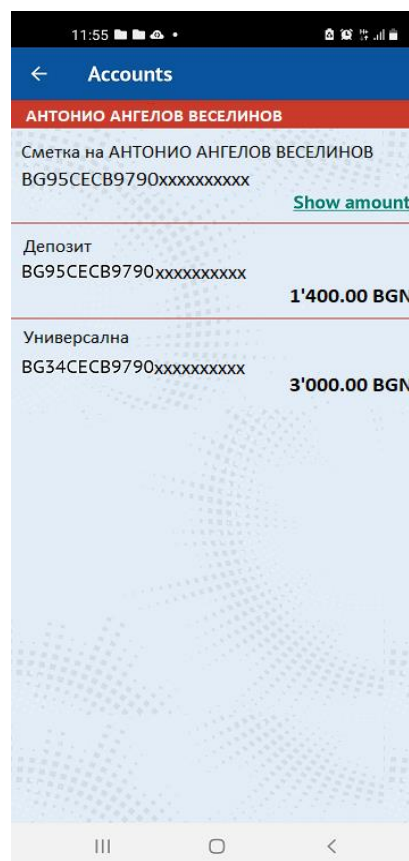 11:55
Accounts
АНТОНИО АНГЕЛОВ ВЕСЕЛИНОВ
Сметка на АНТОНИО АНГЕЛОВ ВЕСЕЛИНОВ
BG95CECB9790xxxxxxxxxx
Show amount
Депозит
BG95CECB9790xxxxxxxxxx
1'400.00 BGN
Универсална
BG34CECB9790xxxxxxxxxx
3'000.00 BGN